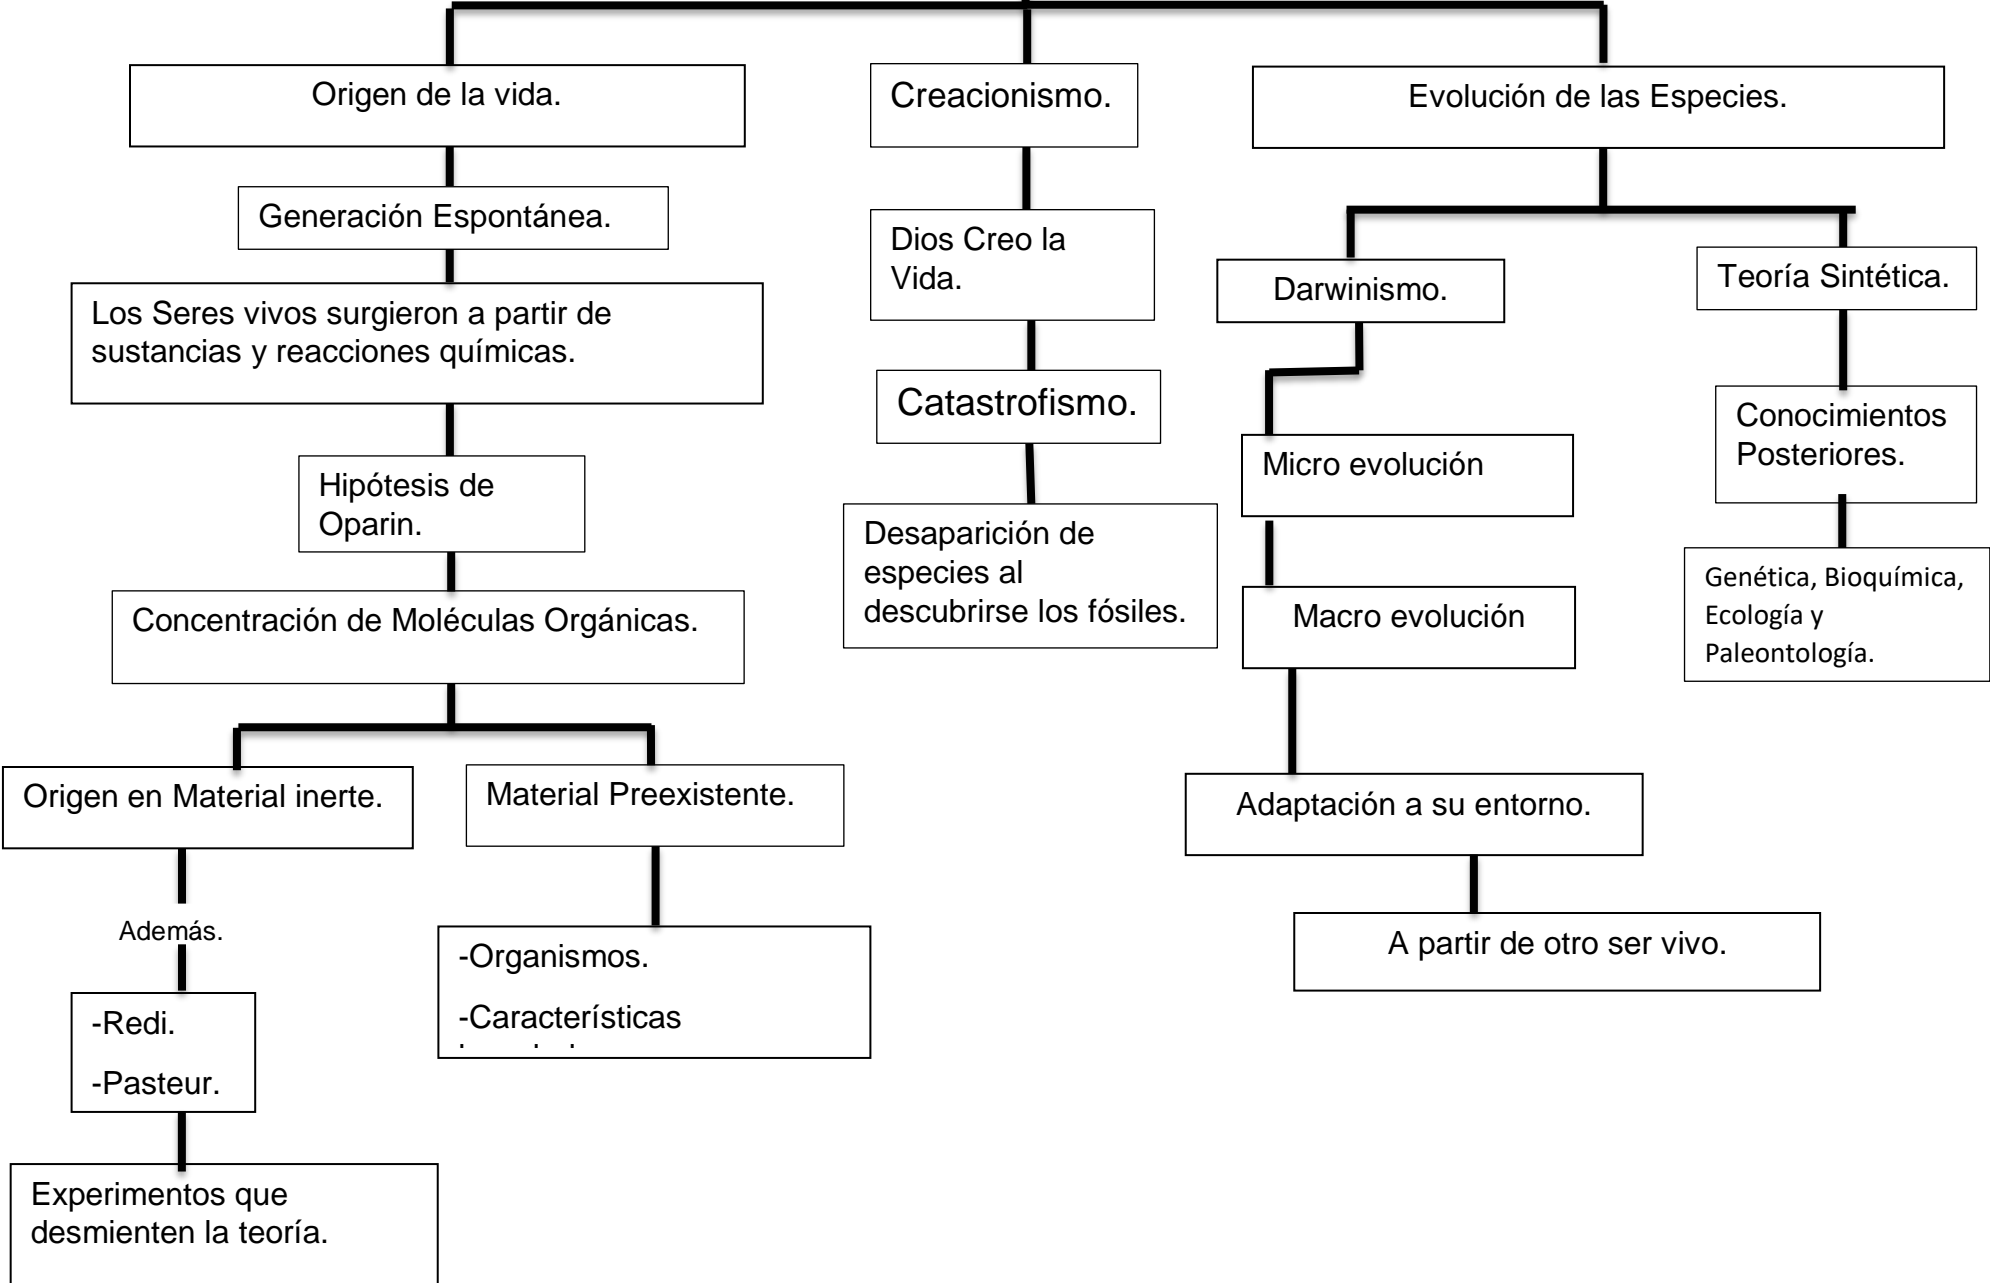 Origen de la vida.
Creacionismo.
Evolución de las Especies.
Generación Espontánea.
Los Seres vivos surgieron a partir de
sustancias y reacciones químicas.
Hipótesis de
Oparin.
Concentración de Moléculas Orgánicas.
Origen en Material inerte.
Material Preexistente.
Además.
-Redi.
-Pasteur.
Experimentos que
desmienten la teoría.
-Organismos.
-Características
Dios Creo la
Vida.
Catastrofismo.
Desaparición de
especies al
descubrirse los fósiles.
Darwinismo.
Micro evolución
Macro evolución
Adaptación a su entorno.
A partir de otro ser vivo.
Teoría Sintética.
Conocimientos
Posteriores.
Genética, Bioquímica,
Ecología y
Paleontología.